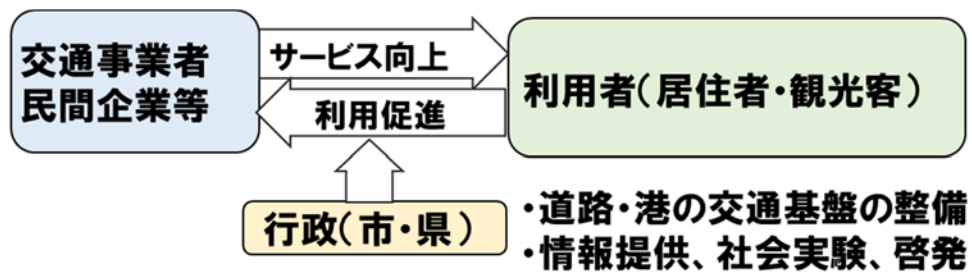 交通事業者
民間企業等
サービス向上
利用促進
利用者(居住者・観光客)
行政(市・県)
・道路・港の交通基盤の整備
・情報提供、社会実験、啓発